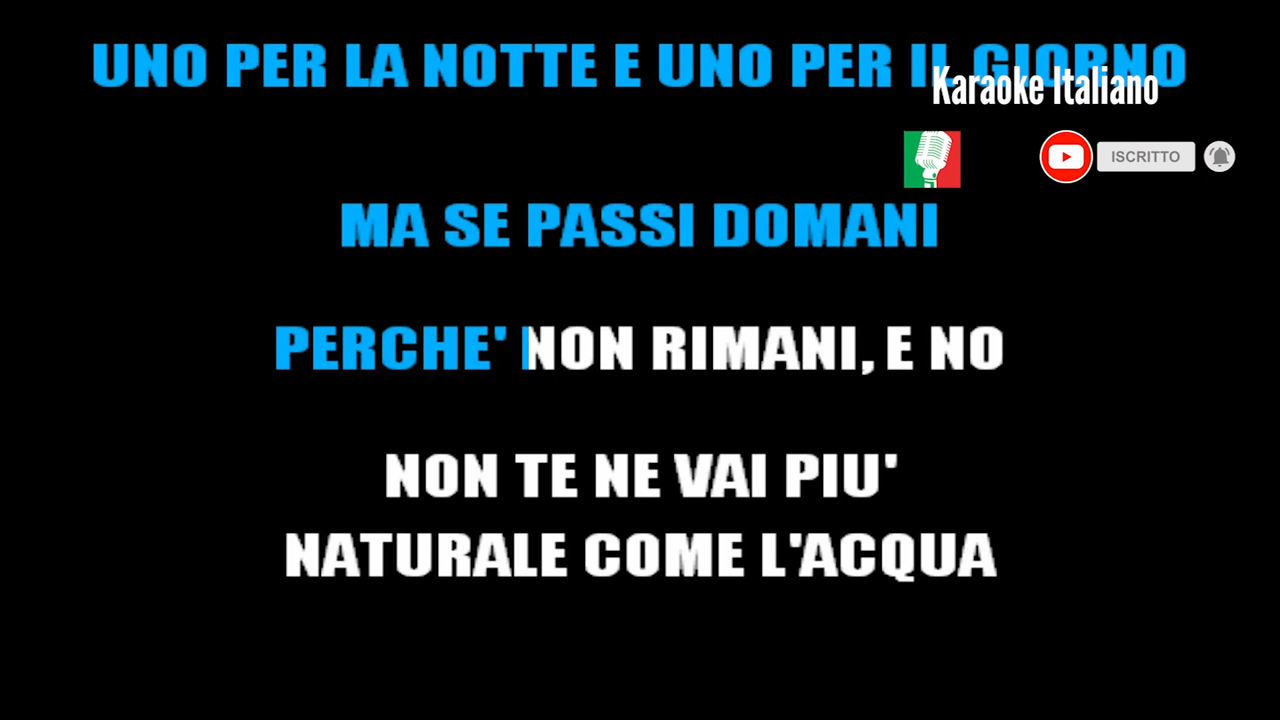 UNO PER LA NOTTE E UNO PER IL GIORNO
Karaoke Italiano
ISCRITTO
MA SE PASSI DOMANI
PERCHE' NON RIMANI, E NO
NON TE NE VAI PIU'
NATURALE COME L'ACQUA